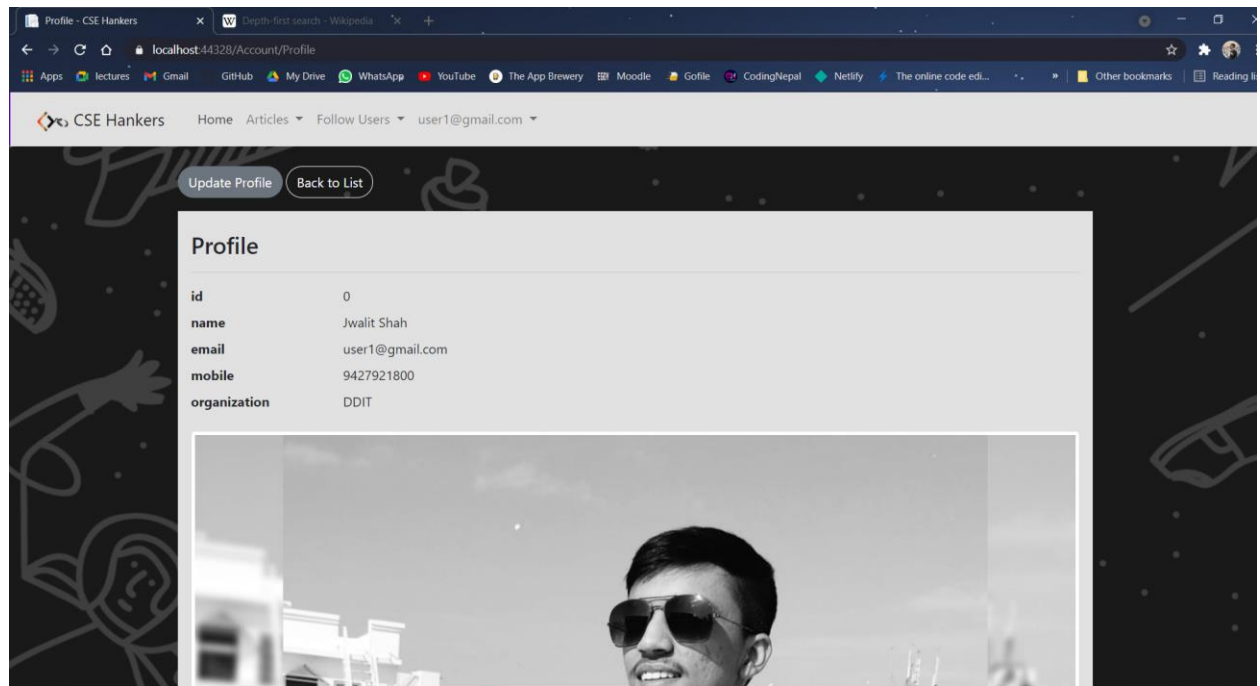 Profile - CSE Hankers
Depth-first search - Wikipedia
localhost:44328/Account/Profile
Apps lectures Gmail GitHub My Drive WhatsApp YouTube The App Brewery Moodle Gofile CodingNepal Netlify The online code edi... » Other bookmarks Reading li
CSE Hankers Home Articles Follow Users user1@gmail.com
Update Profile Back to List
Profile
id 0
name Jwalit Shah
email user1@gmail.com
mobile 9427921800
organization DDIT